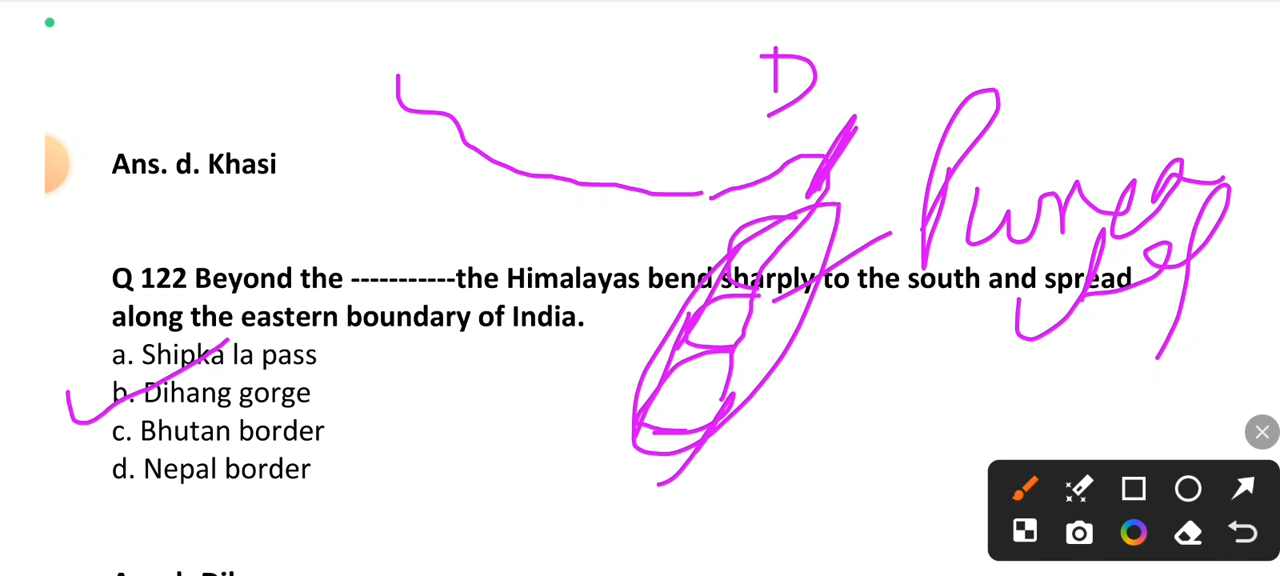 D
Ans. d. Khasi
Q 122 Beyond the -----------the Himalayas bend sharply to the south and spread
along the eastern boundary of India.
a. Shipka la pass
b. Dihang gorge
c. Bhutan border
d. Nepal border